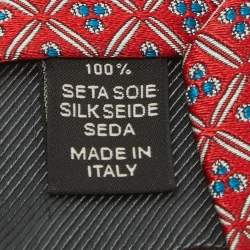 100%
SETA SOIE
SILK SEIDE
SEDA
MADE IN
ITALY